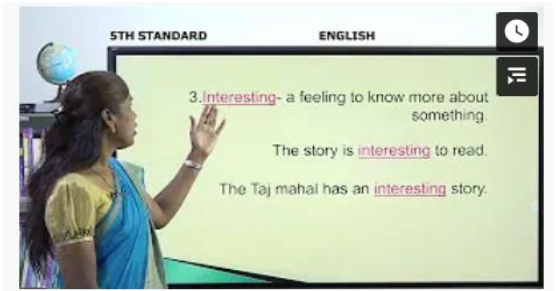 5TH STANDARD ENGLISH
3.Interesting- a feeling to know more about
something.
The story is interesting to read.
The Taj mahal has an interesting story.